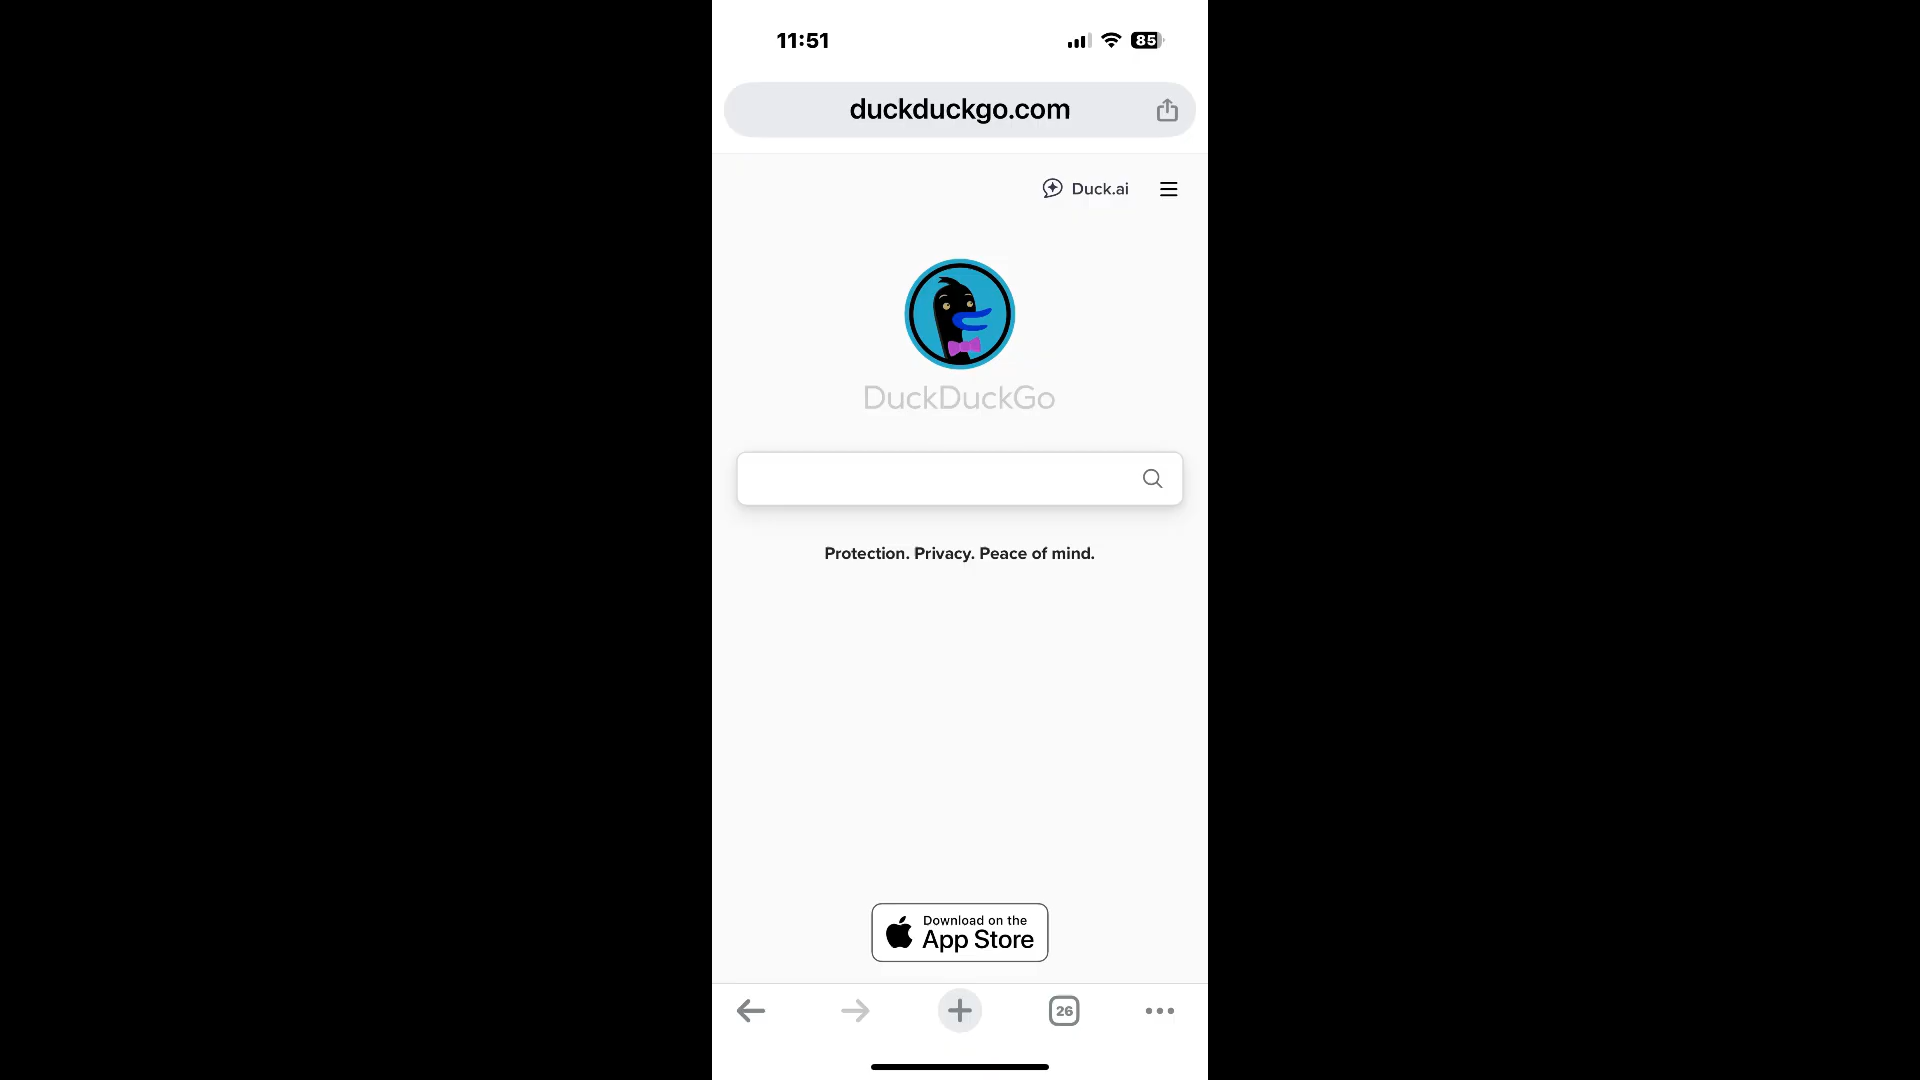 11:51
85
duckduckgo.com
Duck.ai
DuckDuckGo
Protection. Privacy. Peace of mind.
Download on the
App Store
26